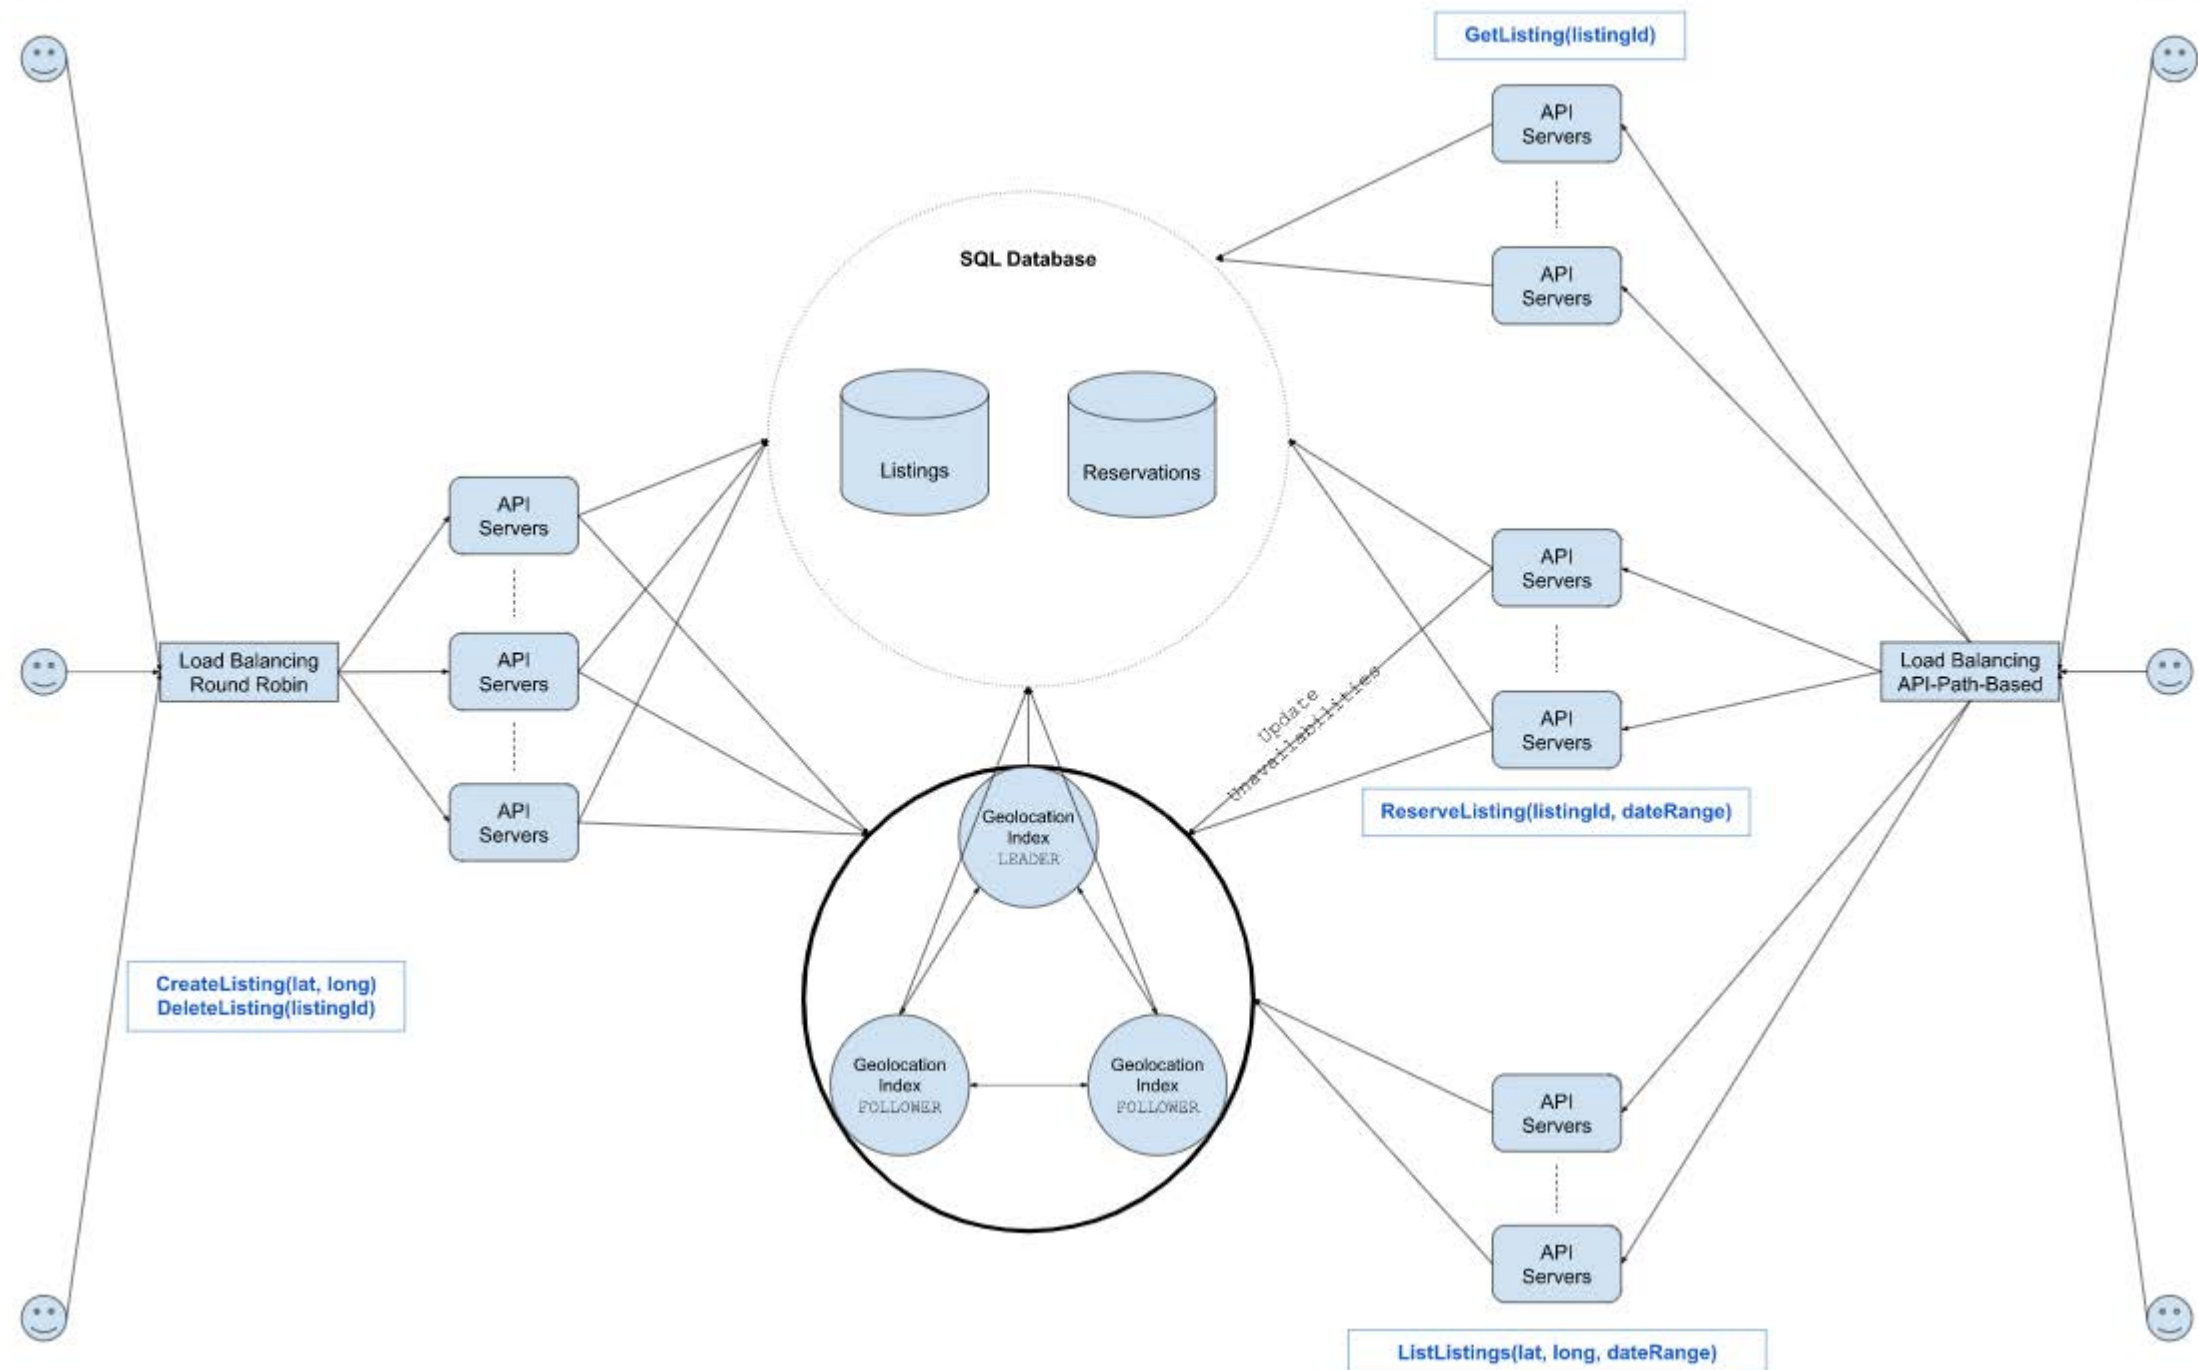 GetListing(listingId)
API
Servers
API
Servers
SQL Database
Listings
Reservations
API
Servers
API
Servers
API
Servers
Load Balancing
Round Robin
API
Servers
API
Servers
Load Balancing
API-Path-Based
Update
Unavailabilities
ReserveListing(listingId, dateRange)
Geolocation
Index
LEADER
CreateListing(lat, long)
DeleteListing(listingId)
Geolocation
Index
FOLLOWER
Geolocation
Index
FOLLOWER
API
Servers
API
Servers
ListListings(lat, long, dateRange)